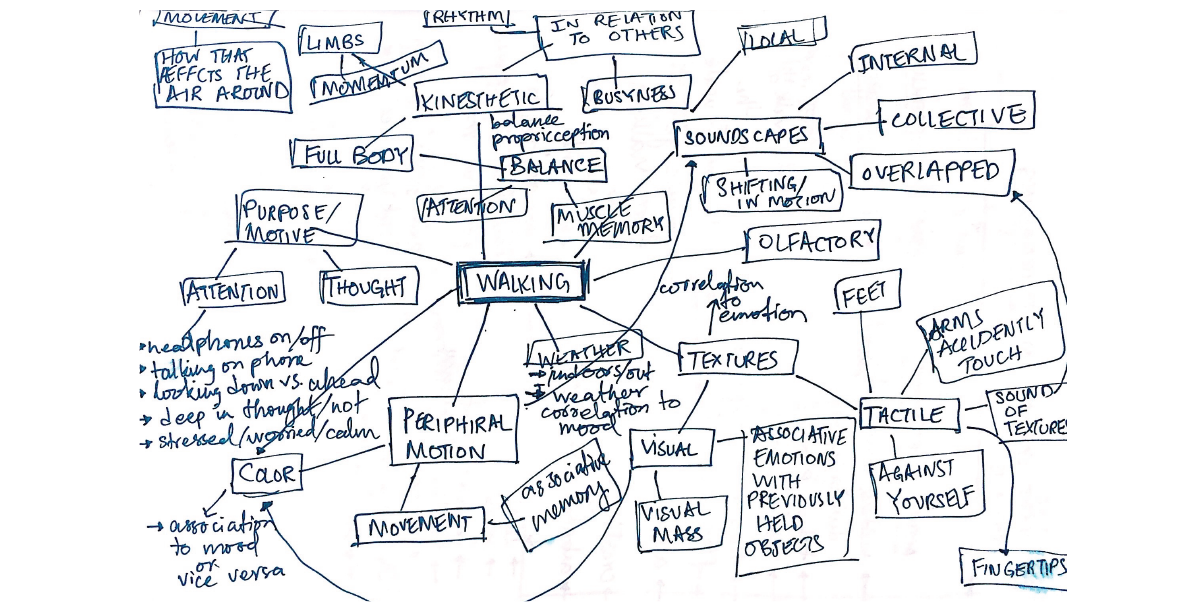 MOVEMENT
HOW THAT
AFFECTS THE
AIR AROUND
LIMBS
MOMEMTUM
RHYTHM
IN RELATION
TO OTHERS
KINESTHETIC
BUSYNESS
balance
propricception
FULL BODY
BALANCE
ATTENTION
MUSCLE
MEMORY
LOCAL
INTERNAL
SOUNDSCAPES
COLLECTIVE
OVERLAPPED
SHIFTING/
IN MOTION
OLFACTORY
PURPOSE/
MOTIVE
ATTENTION
THOUGHT
WALKING
headphones on/off
talking on phone
looking down vs. ahead
deep in thought/not
stressed/worried/calm
COLOR
association
to mood
or
vice versa
PERIPHIRAL
MOTION
MOVEMENT
associative
memory
WEATHER
indoors/out
weather
correlation to
mood
correlation
to
emotion
TEXTURES
VISUAL
VISUAL
MASS
ASSOCIATIVE
EMOTIONS
WITH
PREVIOUSLY
HELD
OBJECTS
FEET
ARMS
ACCIDENTLY
TOUCH
TACTILE
SOUND
OF
TEXTURE
AGAINST
YOURSELF
FINGERTIPS